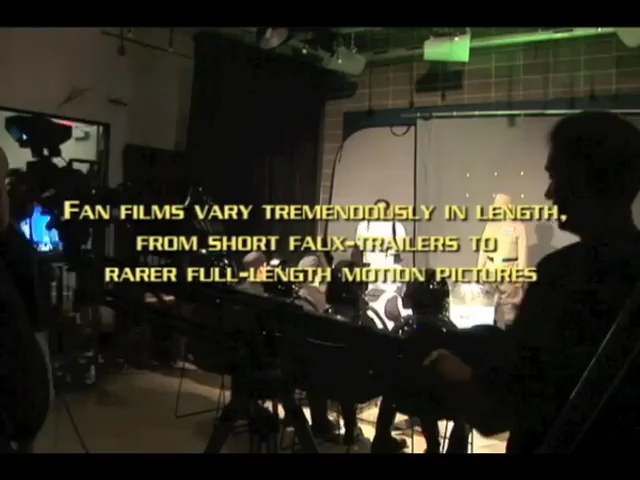 Fan films vary tremendously in length,
from short faux-trailers to
rarer full-length motion pictures